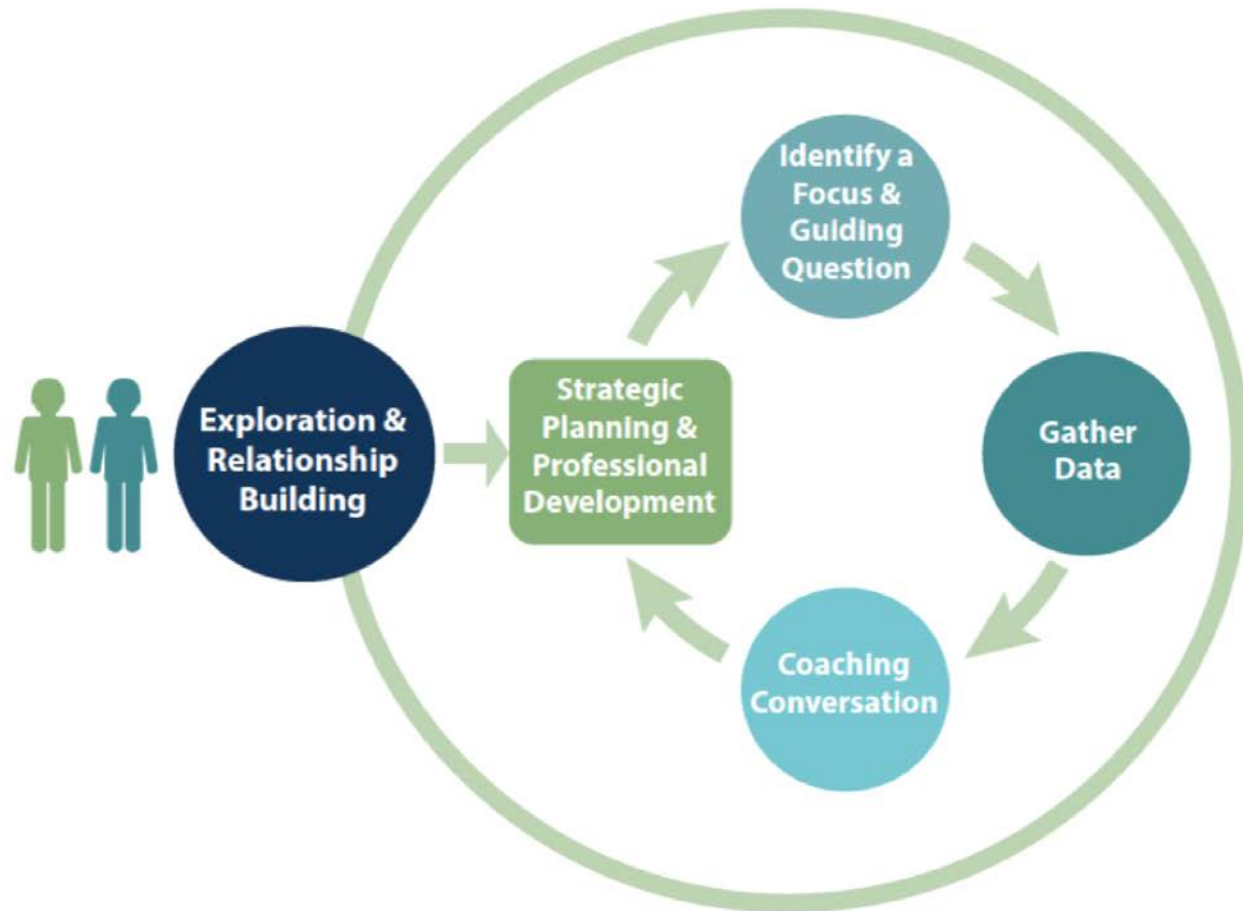 Exploration &
Relationship
Building
Strategic
Planning &
Professional
Development
Identify a
Focus &
Guiding
Question
Gather
Data
Coaching
Conversation